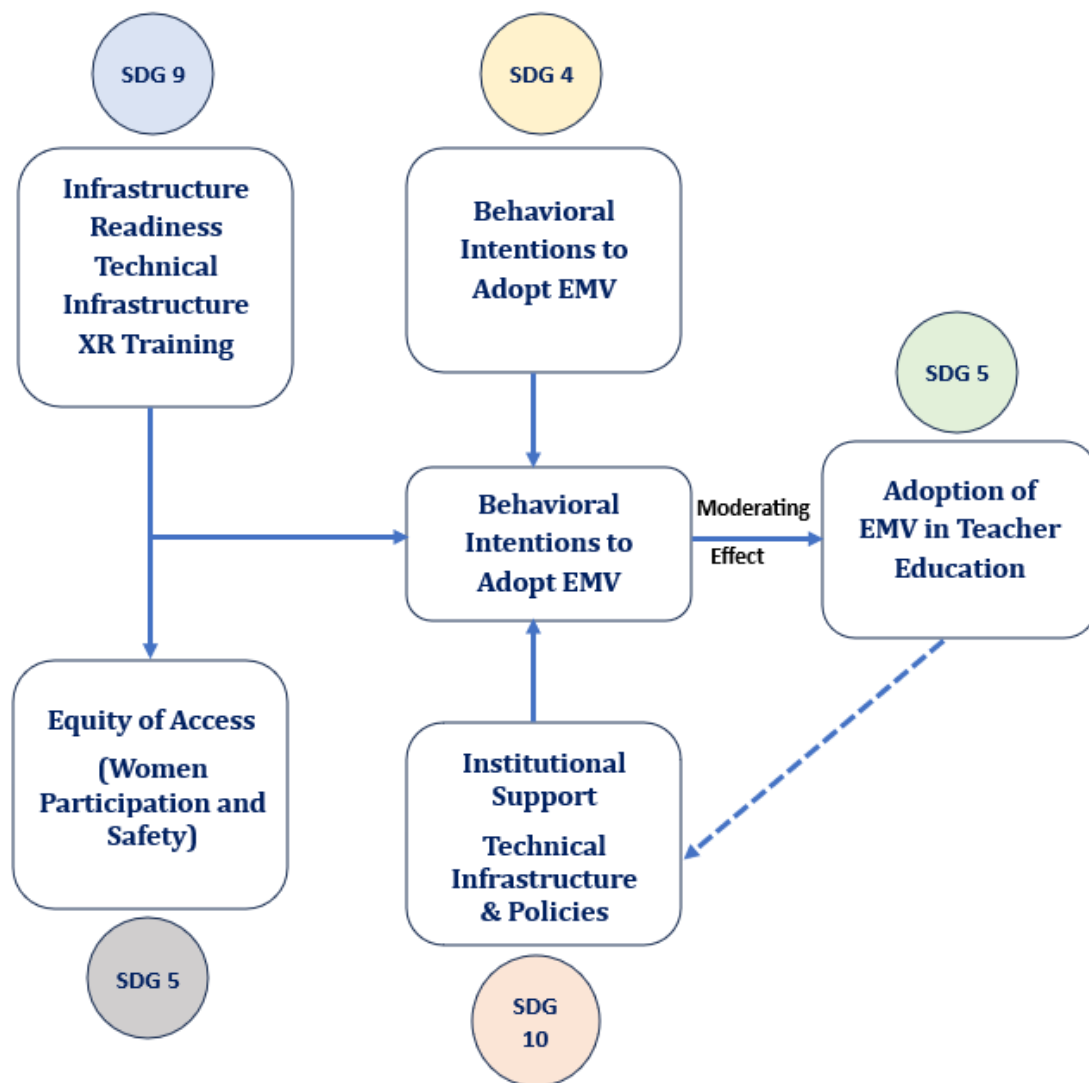 SDG 9
Infrastructure
Readiness
Technical
Infrastructure
XR Training
SDG 4
Behavioral
Intentions to
Adopt EMV
SDG 5
Behavioral
Intentions to
Adopt EMV
Moderating
Effect
Adoption of
EMV in Teacher
Education
Equity of Access
(Women
Participation and
Safety)
SDG 5
Institutional
Support
Technical
Infrastructure
& Policies
SDG
10